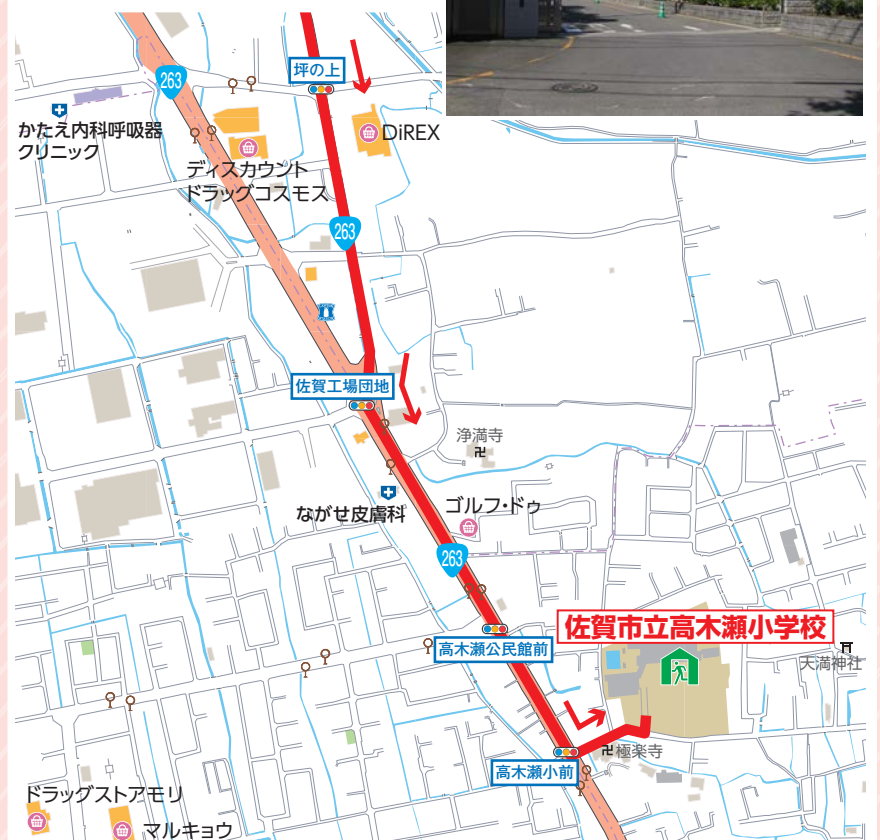 263
坪の上
かたえ内科呼吸器
クリニック
DiREX
ディスカウント
ドラッグコスモス
263
佐賀工場団地
浄満寺
ながせ皮膚科
ゴルフ・ドゥ
263
佐賀市立高木瀬小学校
高木瀬公民館前
天満神社
極楽寺
高木瀬小前
ドラッグストアモリ
マルキョウ